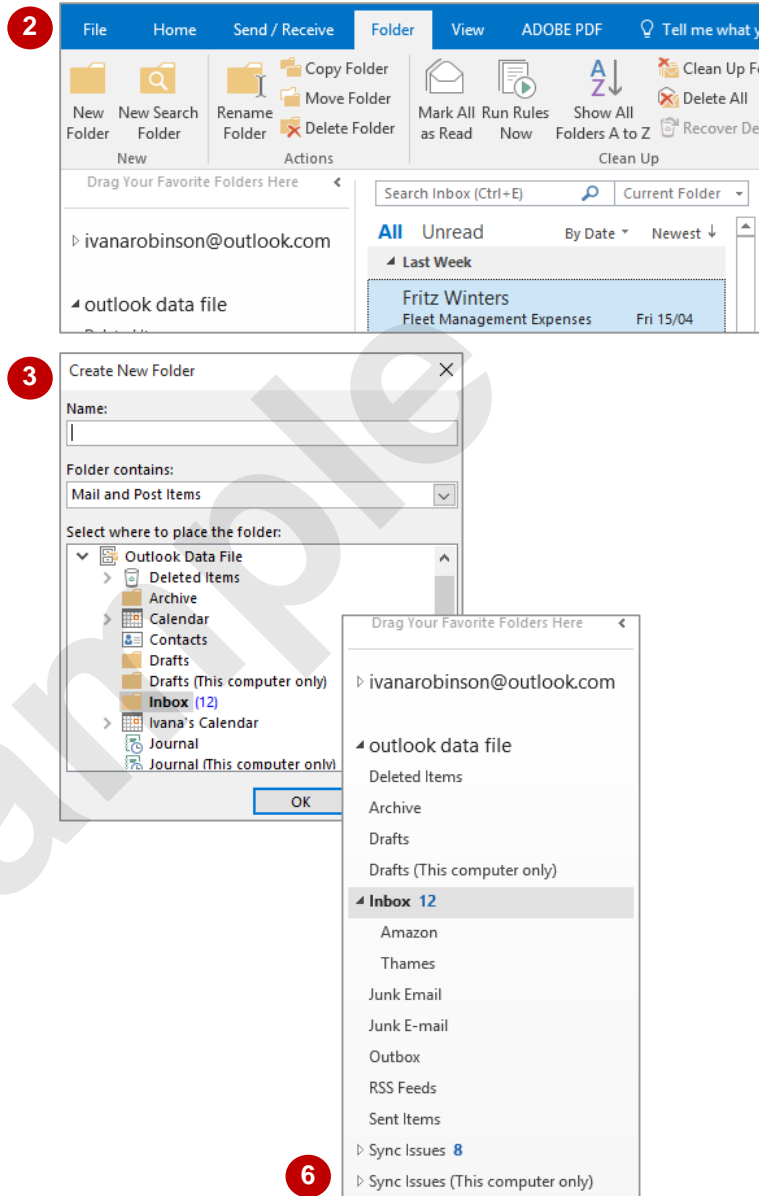 2
File Home Send / Receive Folder View ADOBE PDF Tell me what y
Copy Folder
Move Folder
Delete Folder
Clean Up Fo
Delete All
Recover De
New Folder New Search Folder Rename Folder Mark All as Read Run Rules Now Show All Folders A to Z
New Actions Clean Up
Drag Your Favorite Folders Here
Search Inbox (Ctrl+E) Current Folder
ivanarobinson@outlook.com
All Unread By Date Newest ↓
Last Week
outlook data file
Fritz Winters
Fleet Management Expenses Fri 15/04
3
Create New Folder
Name:
Folder contains:
Mail and Post Items
Select where to place the folder:
Outlook Data File
Deleted Items
Archive
Calendar
Contacts
Drafts
Drafts (This computer only)
Inbox (12)
Ivana's Calendar
Journal
Journal (This computer only)
OK
Drag Your Favorite Folders Here
ivanarobinson@outlook.com
outlook data file
Deleted Items
Archive
Drafts
Drafts (This computer only)
Inbox 12
Amazon
Thames
Junk Email
Junk E-mail
Outbox
RSS Feeds
Sent Items
Sync Issues 8
6
Sync Issues (This computer only)
ample